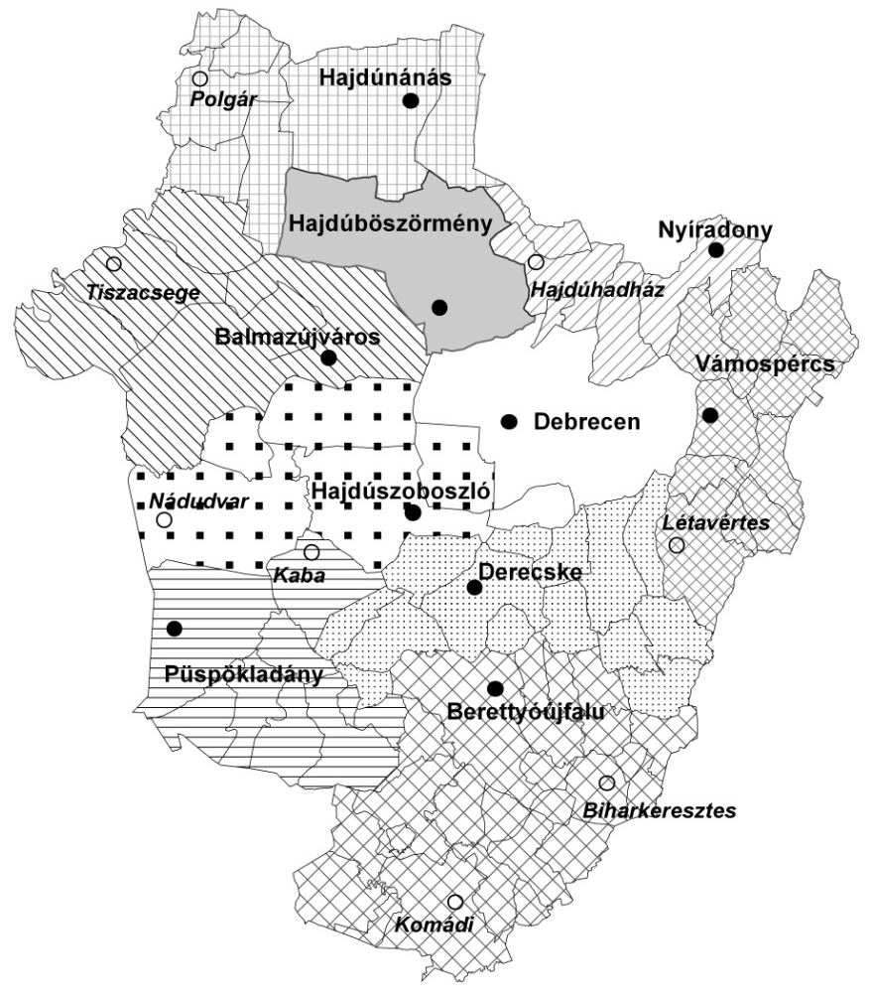 Hajdúnánás
Polgár
Hajdúböszörmény
Nyíradony
Tiszacsege
Hajdúhadház
Balmazújváros
Vámospércs
Debrecen
Hajdúszoboszló
Nádudvar
Létavértes
Kaba
Derecske
Püspökladány
Berettyóújfalu
Biharkeresztes
Komádi